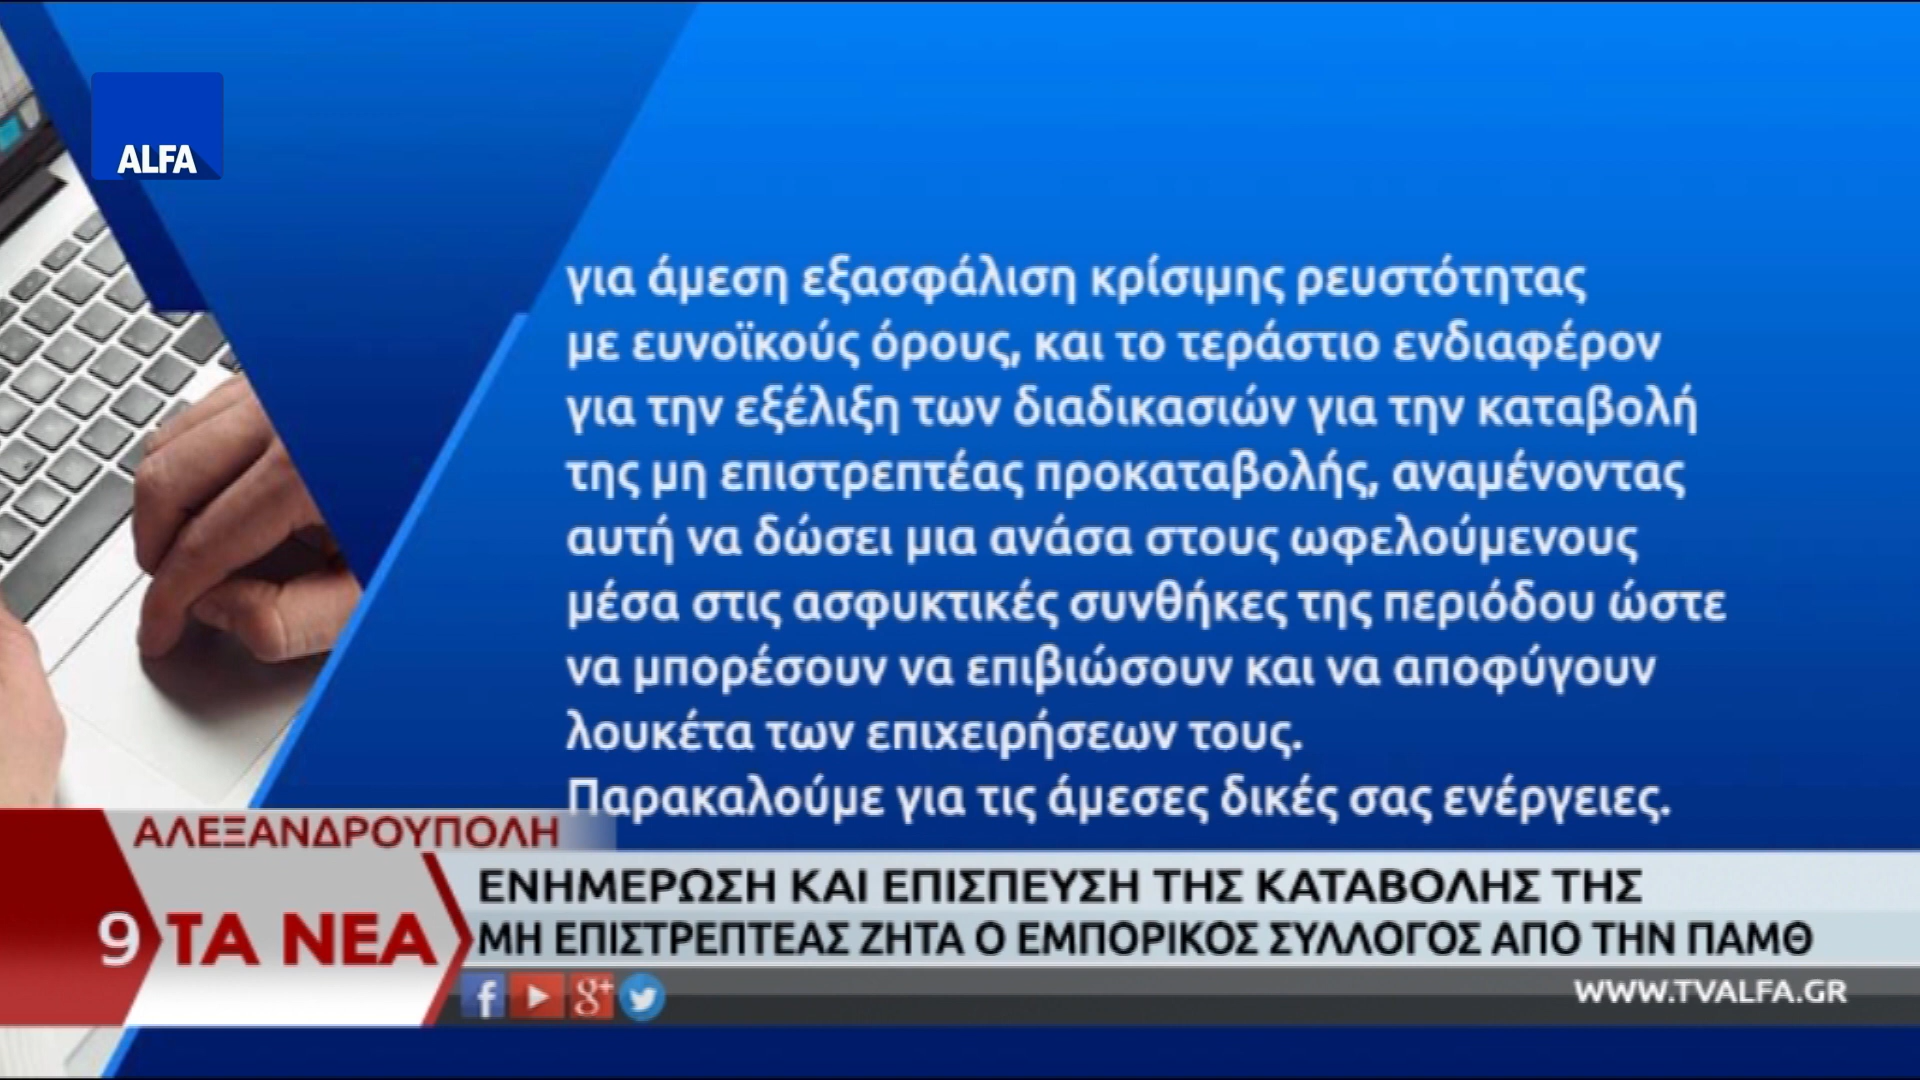 ALFA
για άμεση εξασφάλιση κρίσιμης ρευστότητας
με ευνοϊκούς όρους, και το τεράστιο ενδιαφέρον
για την εξέλιξη των διαδικασιών για την καταβολή
της μη επιστρεπτέας προκαταβολής, αναμένοντας
αυτή να δώσει μια ανάσα στους ωφελούμενους
μέσα στις ασφυκτικές συνθήκες της περιόδου ώστε
να μπορέσουν να επιβιώσουν και να αποφύγουν
λουκέτα των επιχειρήσεων τους.
Παρακαλούμε για τις άμεσες δικές σας ενέργειες.
ΑΛΕΞΑΝΔΡΟΥΠΟΛΗ
ΕΝΗΜΕΡΩΣΗ ΚΑΙ ΕΠΙΣΠΕΥΣΗ ΤΗΣ ΚΑΤΑΒΟΛΗΣ ΤΗΣ
9 ΤΑ ΝΕΑ
ΜΗ ΕΠΙΣΤΡΕΠΤΕΑΣ ΖΗΤΑ Ο ΕΜΠΟΡΙΚΟΣ ΣΥΛΛΟΓΟΣ ΑΠΟ ΤΗΝ ΠΑΜΘ
f g+
WWW.TVALFA.GR